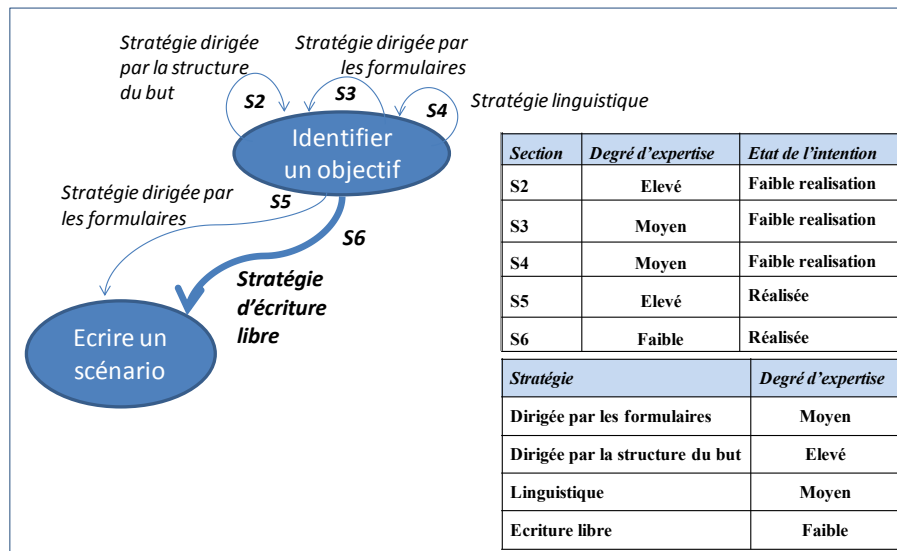 Stratégie dirigée
par la structure
du but
Stratégie dirigée par
les formulaires
Stratégie linguistique
S2
S3
S4
Identifier
un objectif
Stratégie dirigée par
les formulaires
S5
S6
Stratégie
d'écriture
libre
Ecrire un
scénario
Section Degré d'expertise Etat de l'intention
S2 Elevé Faible realisation
S3 Moyen Faible realisation
S4 Moyen Faible realisation
S5 Elevé Réalisée
S6 Faible Réalisée
Stratégie Degré d'expertise
Dirigée par les formulaires Moyen
Dirigée par la structure du but Elevé
Linguistique Moyen
Ecriture libre Faible